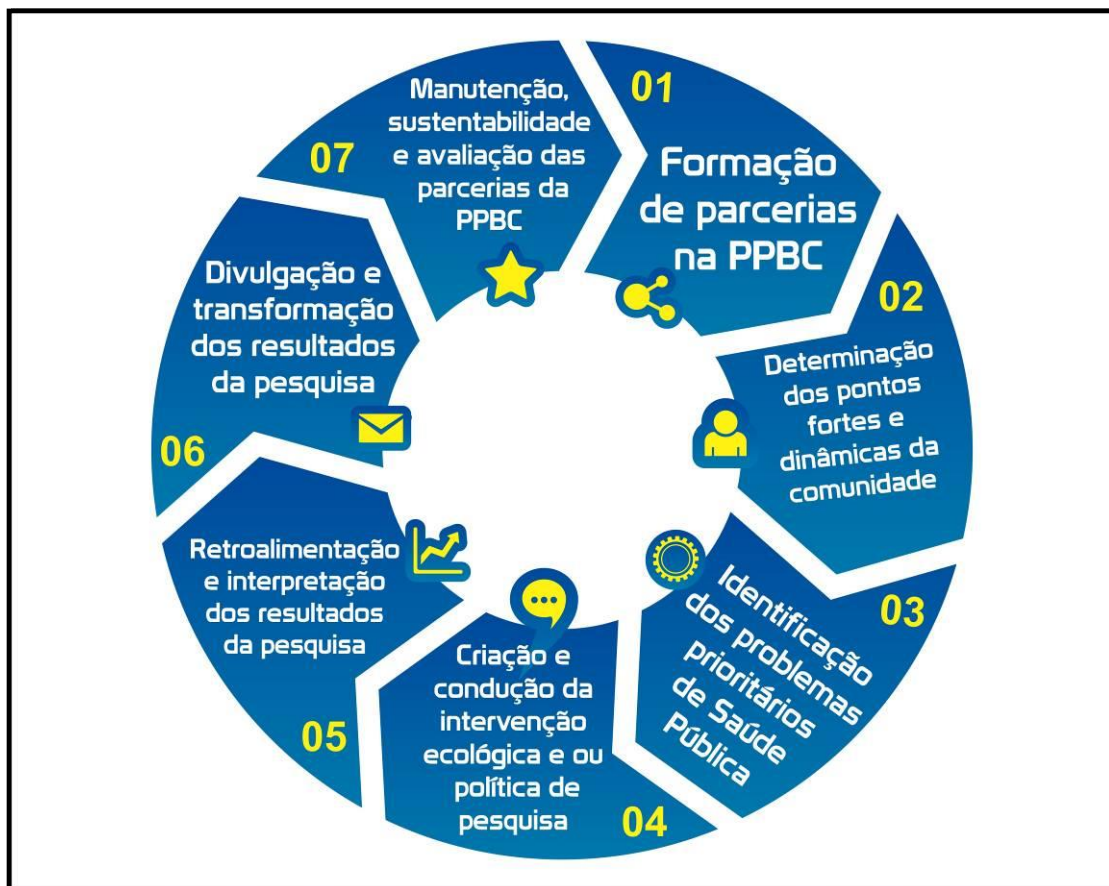 01
Formação
de parcerias
na PPBC
02
Determinação
dos pontos
fortes e
dinâmicas da
comunidade
03
Identificação
dos problemas
prioritários
de Saúde
Pública
04
Criação e
condução da
intervenção
ecológica e ou
política de
pesquisa
05
Retroalimentação
e interpretação
dos resultados
da pesquisa
06
Divulgação e
transformação
dos resultados
da pesquisa
07
Manutenção,
sustentabilidade
e avaliação das
parcerias da
PPBC